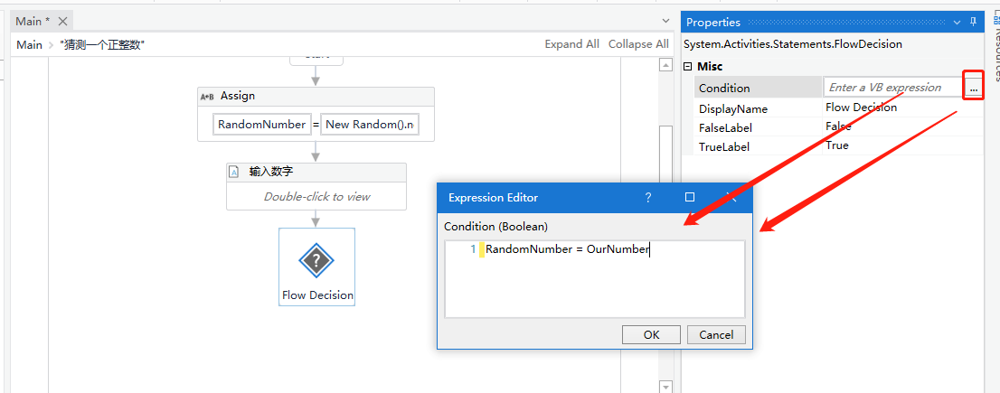 Main *
Main > "猜测一个正整数"
Expand All Collapse All
Assign
RandomNumber = New Random().n
输入数字
Double-click to view
Flow Decision
Expression Editor
?
Condition (Boolean)
1 RandomNumber = OurNumber
OK Cancel
Properties
System.Activities.Statements.FlowDecision
Misc
Condition Enter a VB expression ...
DisplayName Flow Decision
FalseLabel False
TrueLabel True
Resources